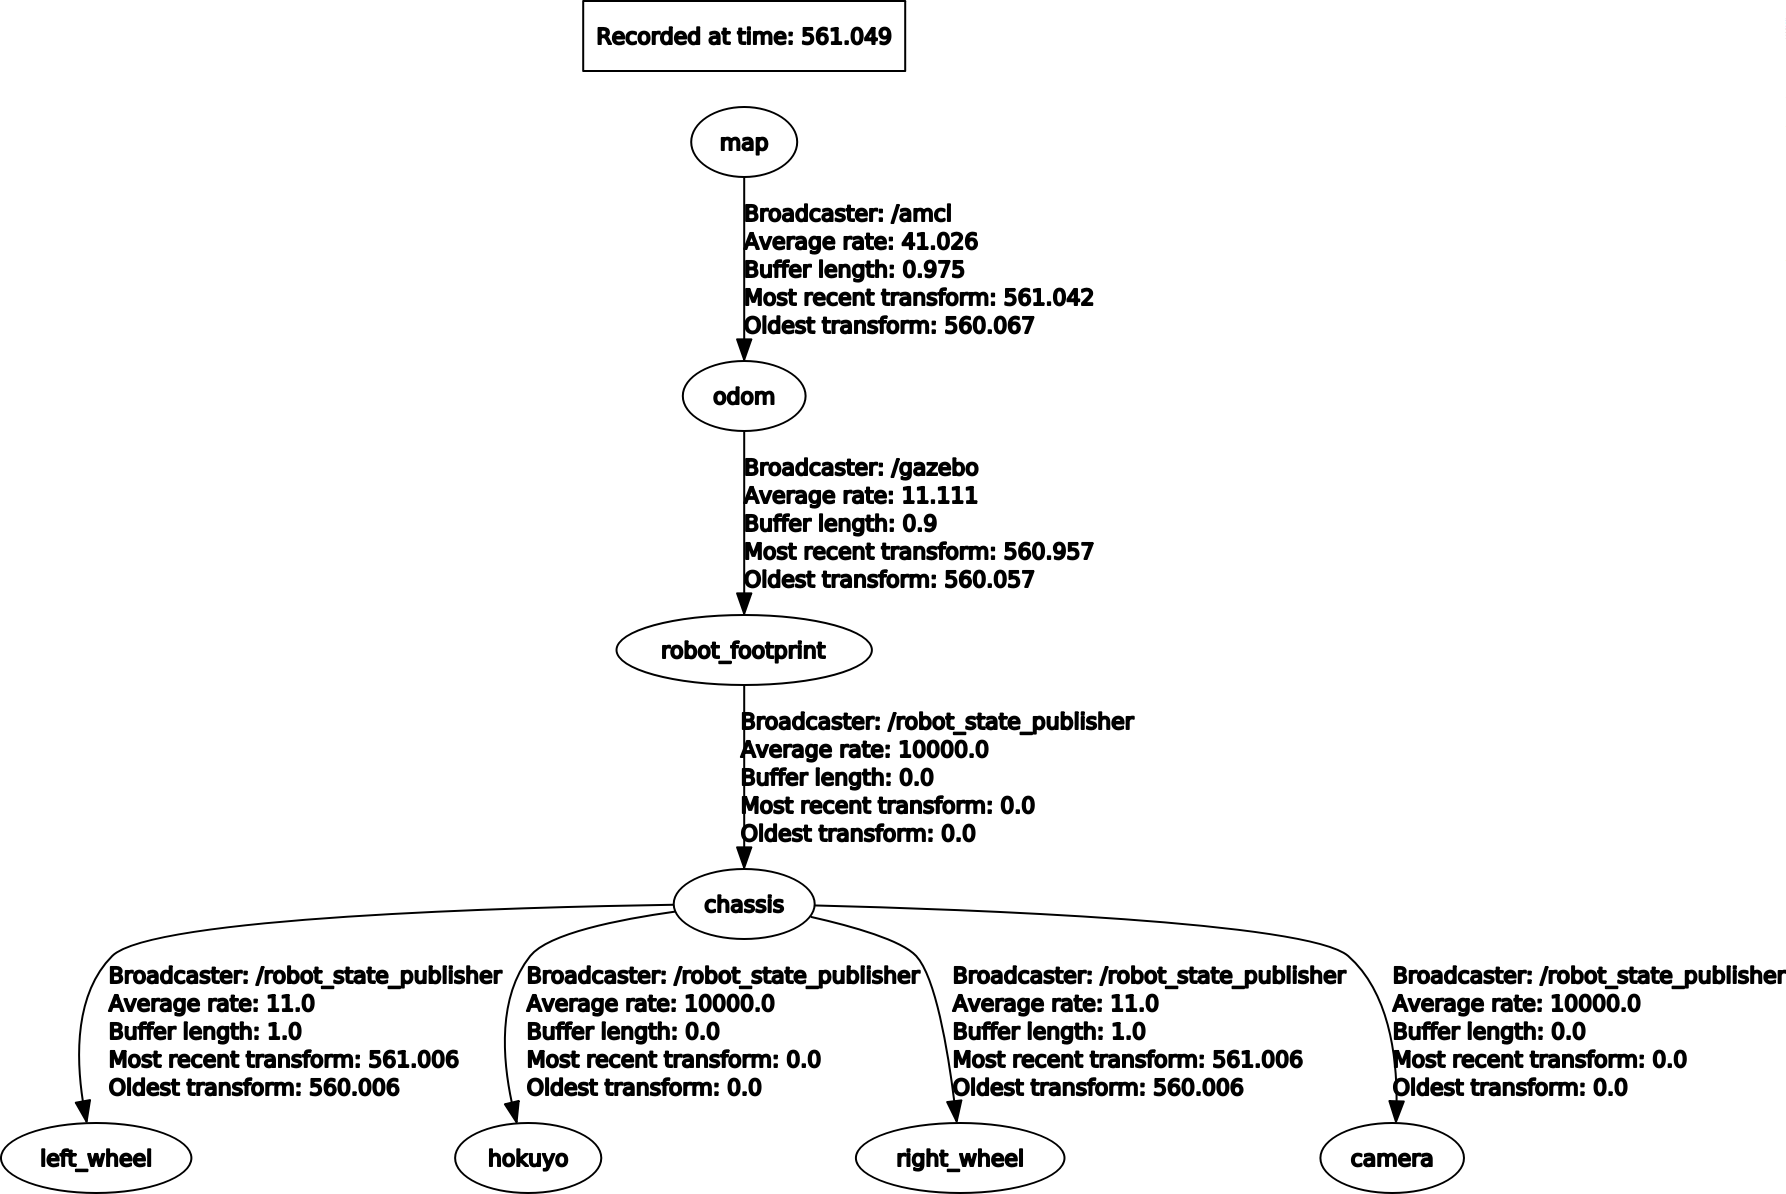 Recorded at time: 561.049
map
Broadcaster: /amcl
Average rate: 41.026
Buffer length: 0.975
Most recent transform: 561.042
Oldest transform: 560.067
odom
Broadcaster: /gazebo
Average rate: 11.111
Buffer length: 0.9
Most recent transform: 560.957
Oldest transform: 560.057
robot_footprint
Broadcaster: /robot_state_publisher
Average rate: 10000.0
Buffer length: 0.0
Most recent transform: 0.0
Oldest transform: 0.0
chassis
Broadcaster: /robot_state_publisher
Average rate: 11.0
Buffer length: 1.0
Most recent transform: 561.006
Oldest transform: 560.006
Broadcaster: /robot_state_publisher
Average rate: 10000.0
Buffer length: 0.0
Most recent transform: 0.0
Oldest transform: 0.0
Broadcaster: /robot_state_publisher
Average rate: 11.0
Buffer length: 1.0
Most recent transform: 561.006
Oldest transform: 560.006
Broadcaster: /robot_state_publisher
Average rate: 10000.0
Buffer length: 0.0
Most recent transform: 0.0
Oldest transform: 0.0
left_wheel
hokuyo
right_wheel
camera